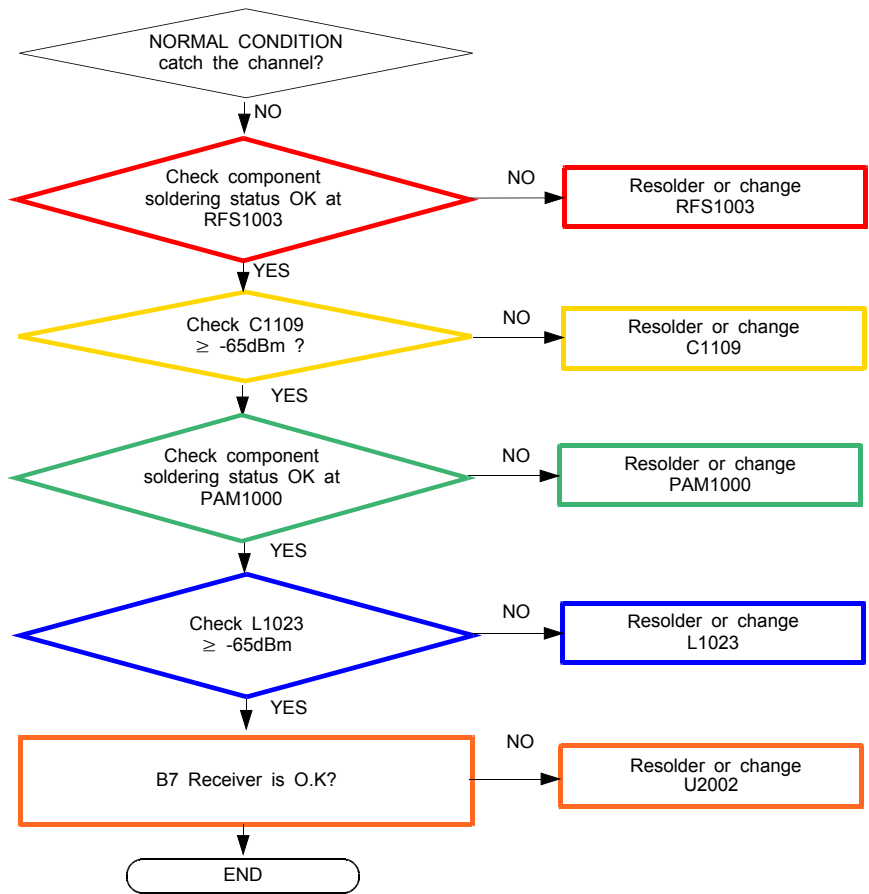 NORMAL CONDITION
catch the channel?
NO
Check component
soldering status OK at
RFS1003
NO
Resolder or change
RFS1003
YES
Check C1109
≥ -65dBm ?
NO
Resolder or change
C1109
YES
Check component
soldering status OK at
PAM1000
NO
Resolder or change
PAM1000
YES
Check L1023
≥ -65dBm
NO
Resolder or change
L1023
YES
B7 Receiver is O.K?
NO
Resolder or change
U2002
END